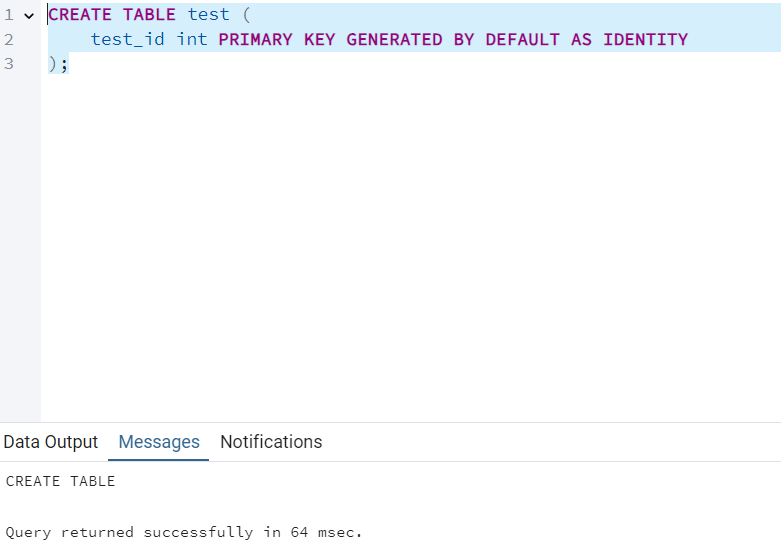 1 CREATE TABLE test (
2 test_id int PRIMARY KEY GENERATED BY DEFAULT AS IDENTITY
3 );
Data Output Messages Notifications
CREATE TABLE
Query returned successfully in 64 msec.